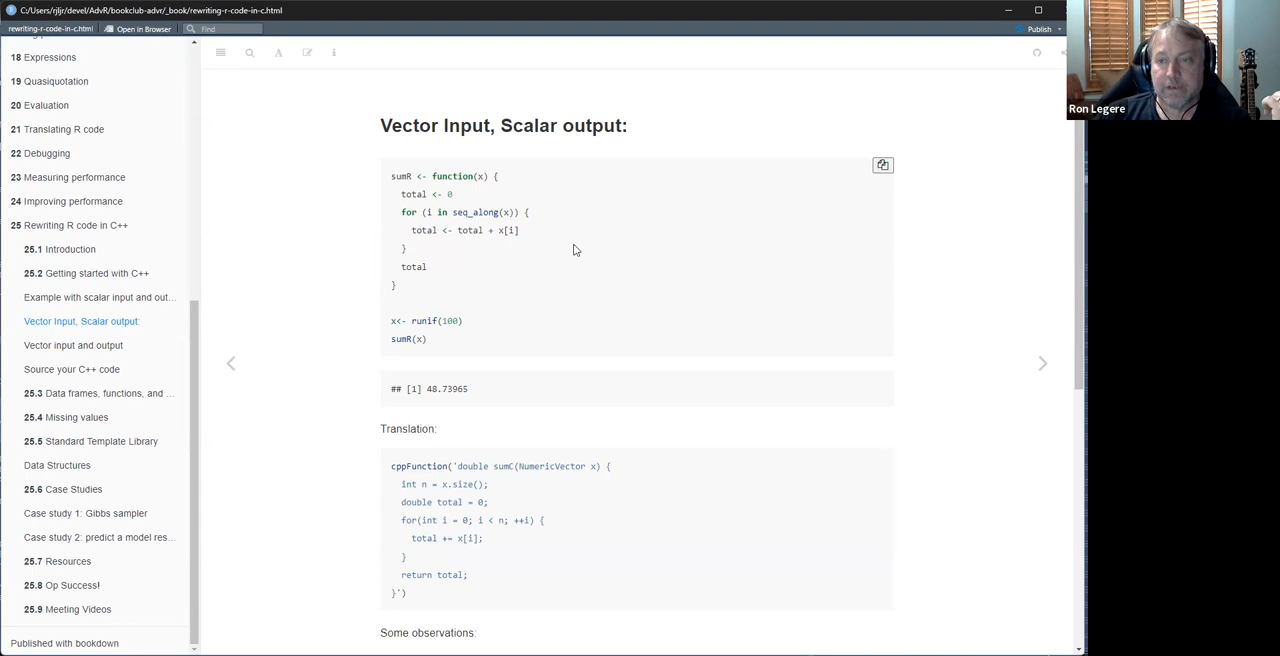 C:/Users/rjljr/devel/AdvR/bookclub-advr/_book/rewriting-r-code-in-c.html
rewriting-r-code-in-c.html
Open in Browser
Find
Publish
18 Expressions
19 Quasiquotation
20 Evaluation
21 Translating R code
22 Debugging
23 Measuring performance
24 Improving performance
25 Rewriting R code in C++
25.1 Introduction
25.2 Getting started with C++
Example with scalar input and out…
Vector Input, Scalar output:
Vector input and output
Source your C++ code
25.3 Data frames, functions, and …
25.4 Missing values
25.5 Standard Template Library
Data Structures
25.6 Case Studies
Case study 1: Gibbs sampler
Case study 2: predict a model res…
25.7 Resources
25.8 Op Success!
25.9 Meeting Videos
Published with bookdown
A
i
Vector Input, Scalar output:
sumR <- function(x) {
total <- 0
for (i in seq_along(x)) {
total <- total + x[i]
}
total
}
x<- runif(100)
sumR(x)
## [1] 48.73965
Translation:
cppFunction('double sumC(NumericVector x) {
int n = x.size();
double total = 0;
for(int i = 0; i < n; ++i) {
total += x[i];
}
return total;
}')
Some observations:
Ron Legere